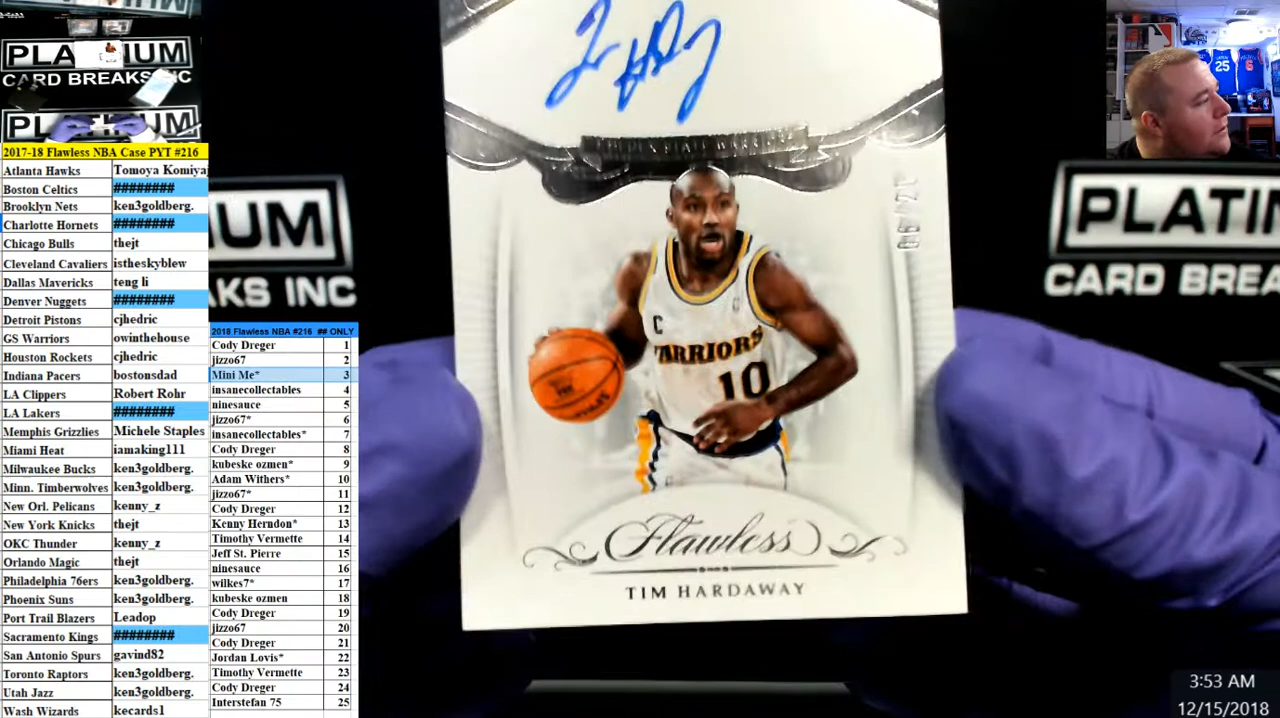 PLATINUM
CARD BREAKS INC
2017-18 Flawless NBA Case PYT #216
Atlanta Hawks Tomoya Komiya
Boston Celtics ########
Brooklyn Nets ken3goldberg.
Charlotte Hornets ########
Chicago Bulls thejt
Cleveland Cavaliers istheskyblew
Dallas Mavericks teng li
Denver Nuggets ########
Detroit Pistons cjhedric
GS Warriors owinthehouse
Houston Rockets cjhedric
Indiana Pacers bostonsdad
LA Clippers Robert Rohr
LA Lakers ########
Memphis Grizzlies Michele Staples
Miami Heat iamaking111
Milwaukee Bucks ken3goldberg.
Minn. Timberwolves ken3goldberg.
New Orl. Pelicans kenny_z
New York Knicks thejt
OKC Thunder kenny_z
Orlando Magic thejt
Philadelphia 76ers ken3goldberg.
Phoenix Suns ken3goldberg.
Port Trail Blazers Leadop
Sacramento Kings ########
San Antonio Spurs gavind82
Toronto Raptors ken3goldberg.
Utah Jazz ken3goldberg.
Wash Wizards kecards1
2018 Flawless NBA #216 ## ONLY
Cody Dreger 1
jizzo67 2
Mini Me* 3
insanecollectables 4
ninesauce 5
jizzo67* 6
insanecollectables* 7
Cody Dreger 8
kubeske ozmen* 9
Adam Withers* 10
jizzo67* 11
Cody Dreger 12
Kenny Herndon* 13
Timothy Vermette 14
Jeff St. Pierre 15
ninesauce 16
wilkes7* 17
kubeske ozmen 18
Cody Dreger 19
jizzo67 20
Cody Dreger 21
Jordan Lovis* 22
Timothy Vermette 23
Cody Dreger 24
Interstefan 75 25
UM
KS INC
GOLDEN STATE WARRIORS
C
WARRIORS
10
Flawless
TIM HARDAWAY
PLATIN
CARD BREA
25
6
3:53 AM
12/15/2018